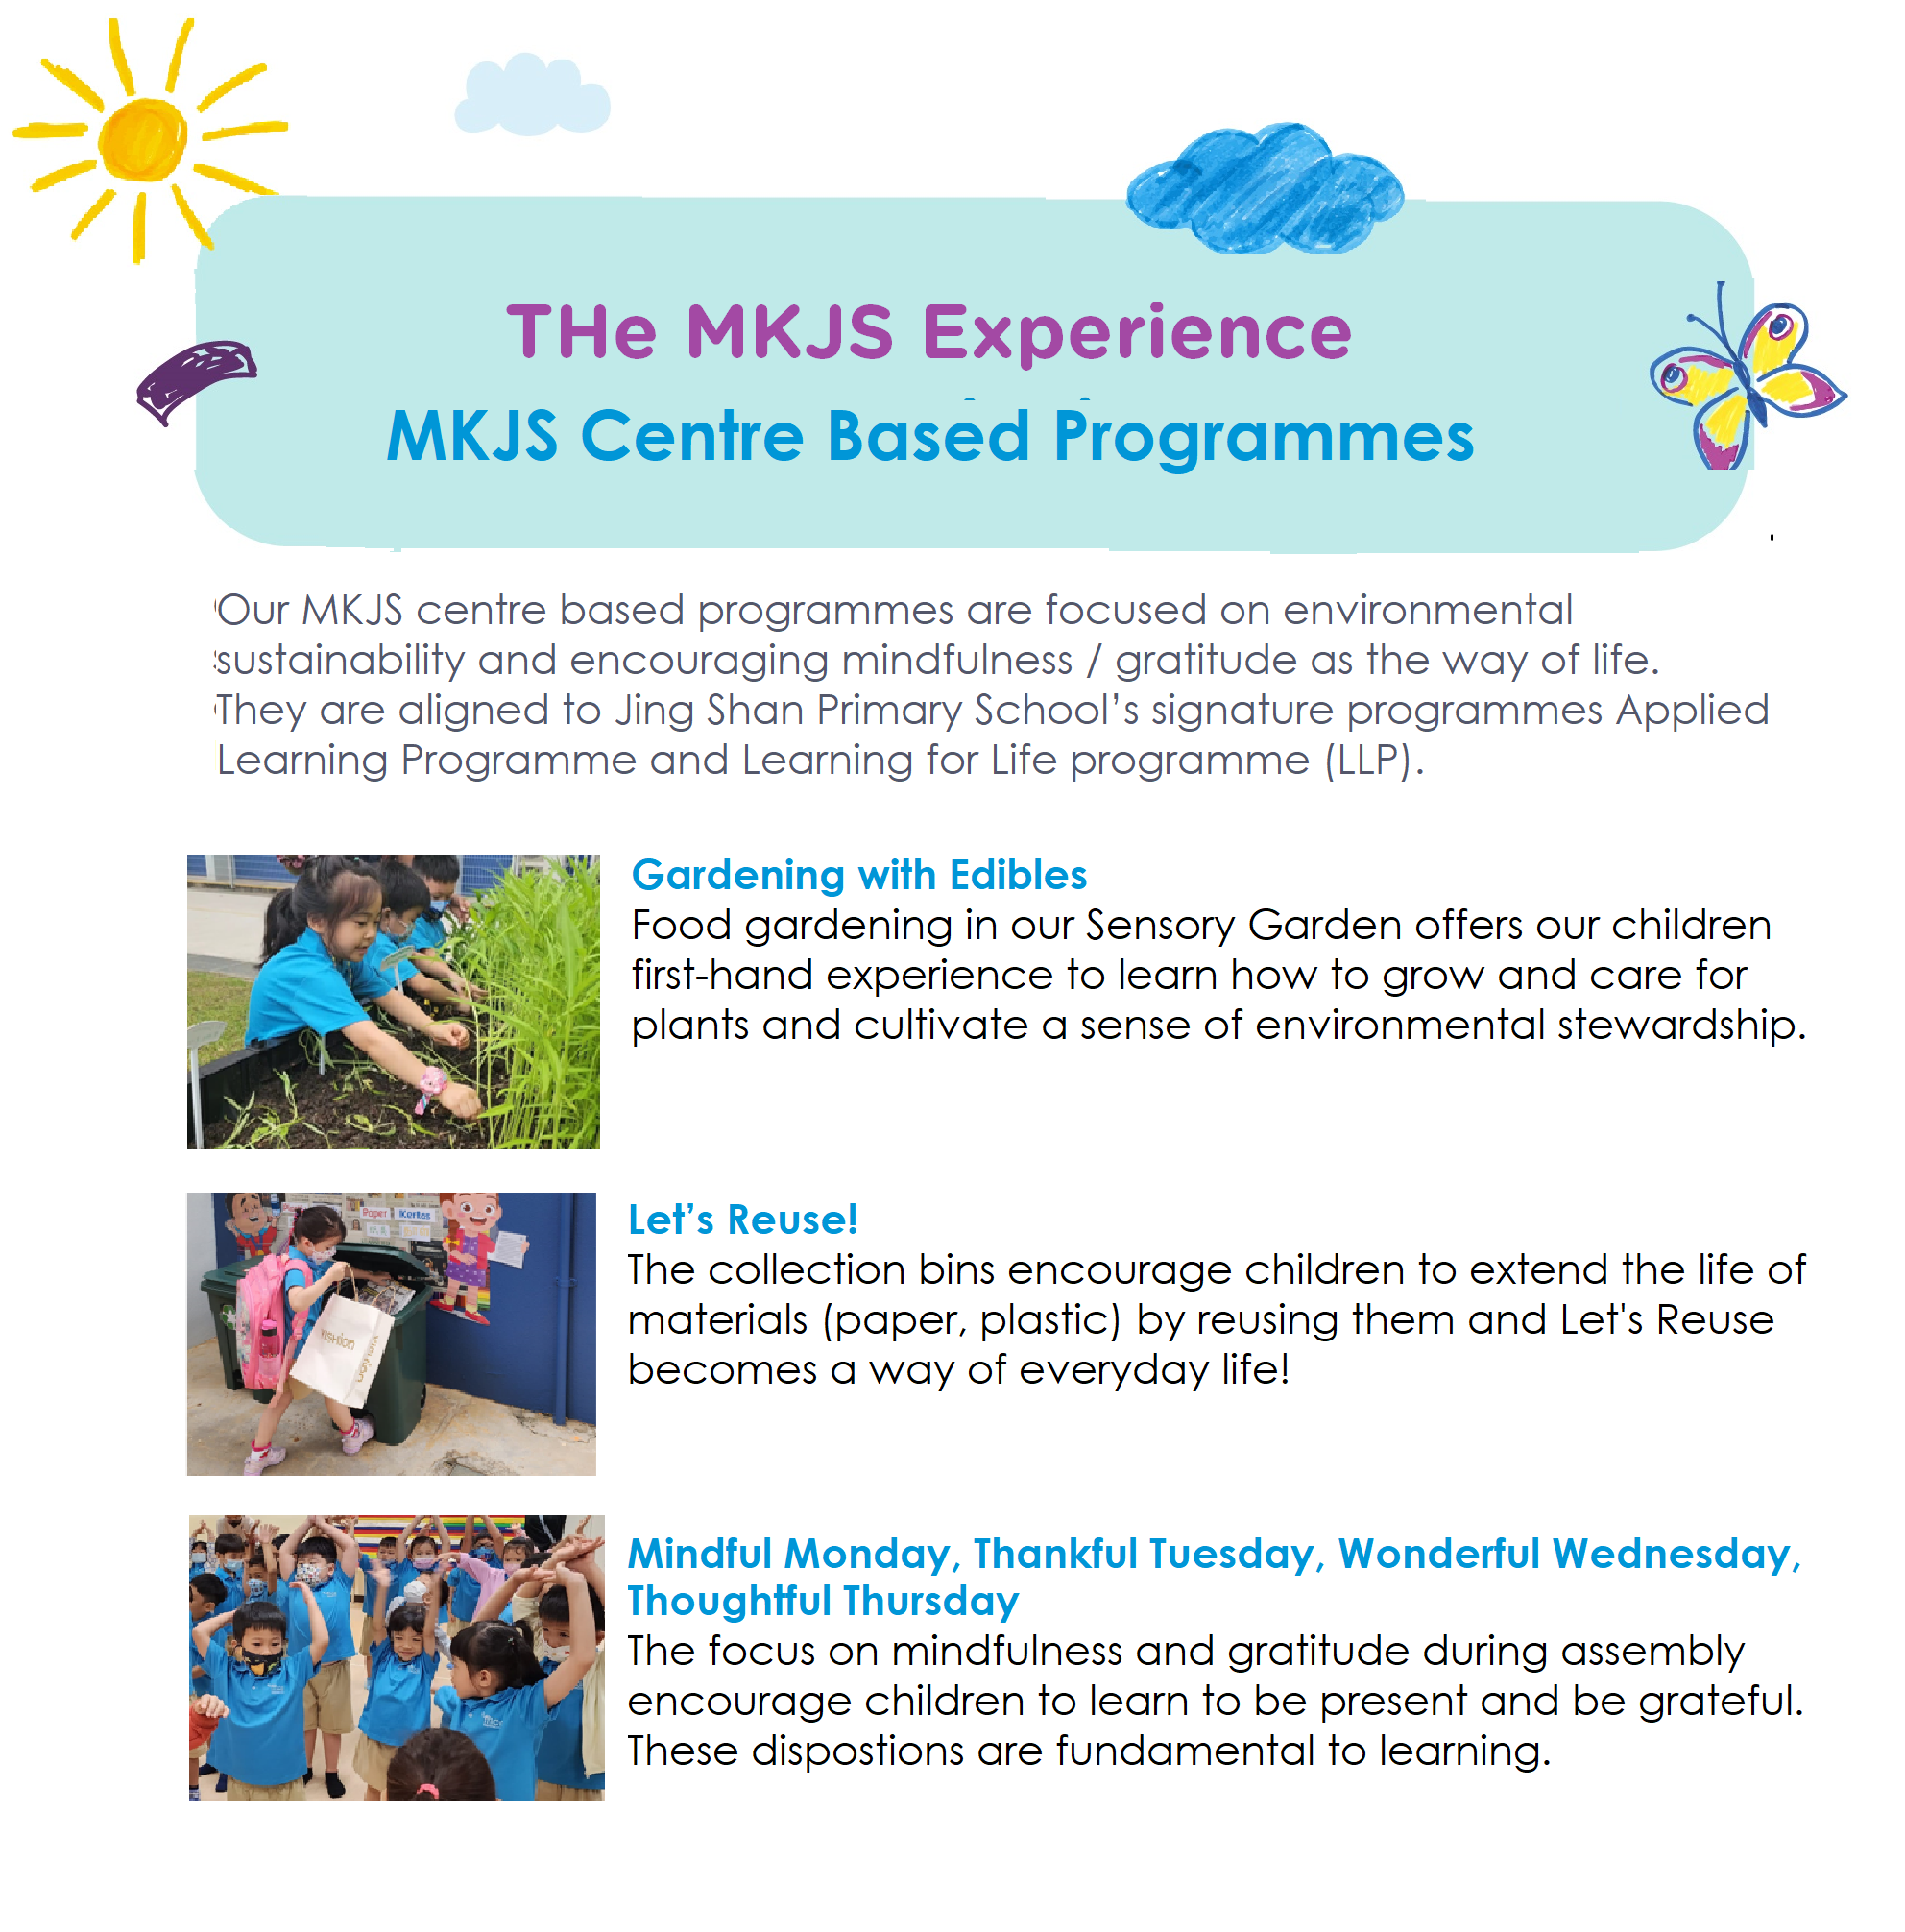 THe MKJS Experience
MKJS Centre Based Programmes
Our MKJS centre based programmes are focused on environmental
sustainability and encouraging mindfulness / gratitude as the way of life.
They are aligned to Jing Shan Primary School's signature programmes Applied
Learning Programme and Learning for Life programme (LLP).
Gardening with Edibles
Food gardening in our Sensory Garden offers our children
first-hand experience to learn how to grow and care for
plants and cultivate a sense of environmental stewardship.
Let's Reuse!
The collection bins encourage children to extend the life of
materials (paper, plastic) by reusing them and Let's Reuse
becomes a way of everyday life!
Paper Kertas
Mindful Monday, Thankful Tuesday, Wonderful Wednesday,
Thoughtful Thursday
The focus on mindfulness and gratitude during assembly
encourage children to learn to be present and be grateful.
These dispostions are fundamental to learning.